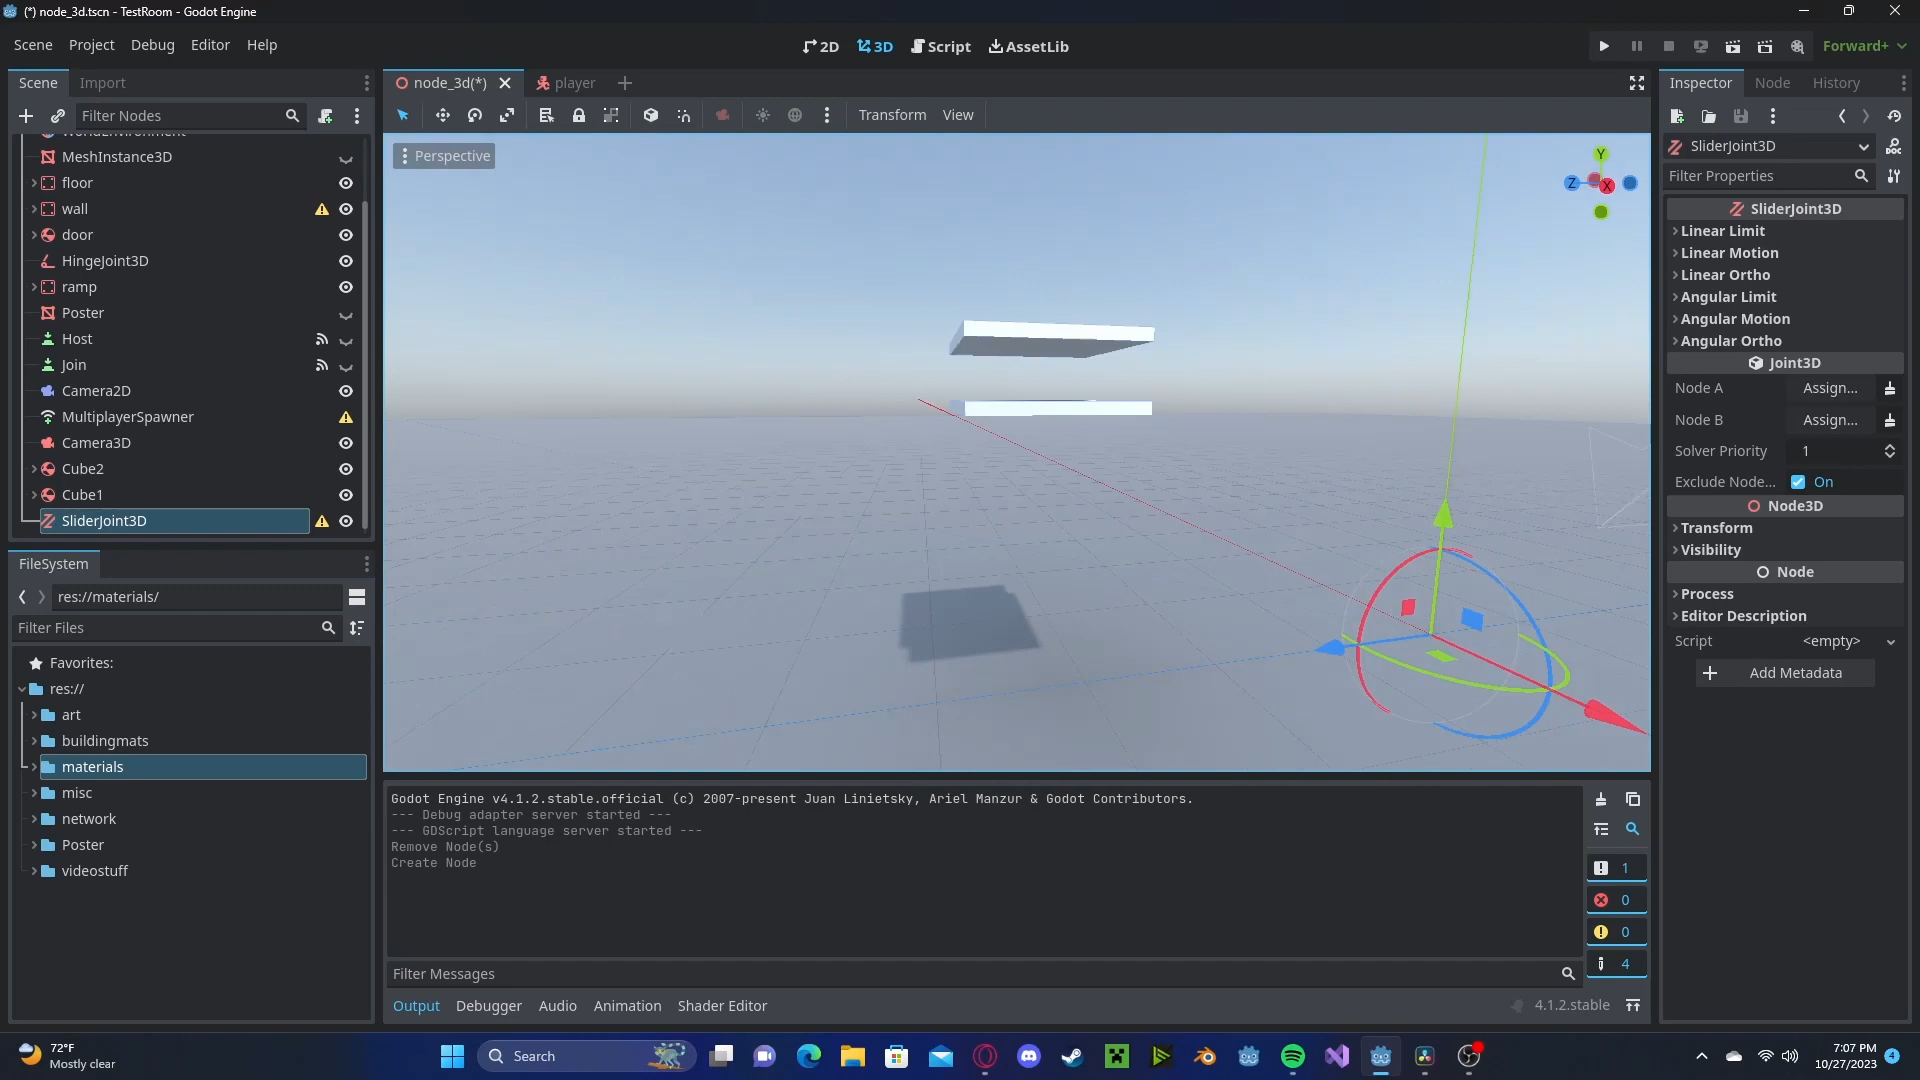 (*) node_3d.tscn - TestRoom - Godot Engine
Scene Project Debug Editor Help
2D 3D Script AssetLib
Forward+
Scene Import
Filter Nodes
WorldEnvironment
MeshInstance3D
floor
wall
door
HingeJoint3D
ramp
Poster
Host
Join
Camera2D
MultiplayerSpawner
Camera3D
Cube2
Cube1
SliderJoint3D
FileSystem
res://materials/
Filter Files
Favorites:
res://
art
buildingmats
materials
misc
network
Poster
videostuff
node_3d(*) player
Transform View
Perspective
Y
Z X
Godot Engine v4.1.2.stable.official (c) 2007-present Juan Linietsky, Ariel Manzur & Godot Contributors.
--- Debug adapter server started ---
--- GDScript language server started ---
Remove Node(s)
Create Node
1
0
0
4
Filter Messages
Output Debugger Audio Animation Shader Editor
4.1.2.stable
Inspector Node History
SliderJoint3D
DOC
Filter Properties
SliderJoint3D
Linear Limit
Linear Motion
Linear Ortho
Angular Limit
Angular Motion
Angular Ortho
Joint3D
Node A Assign...
Node B Assign...
Solver Priority 1
Exclude Node... On
Node3D
Transform
Visibility
Node
Process
Editor Description
Script <empty>
Add Metadata
72°F
Mostly clear
Search
7:07 PM
10/27/2023
4